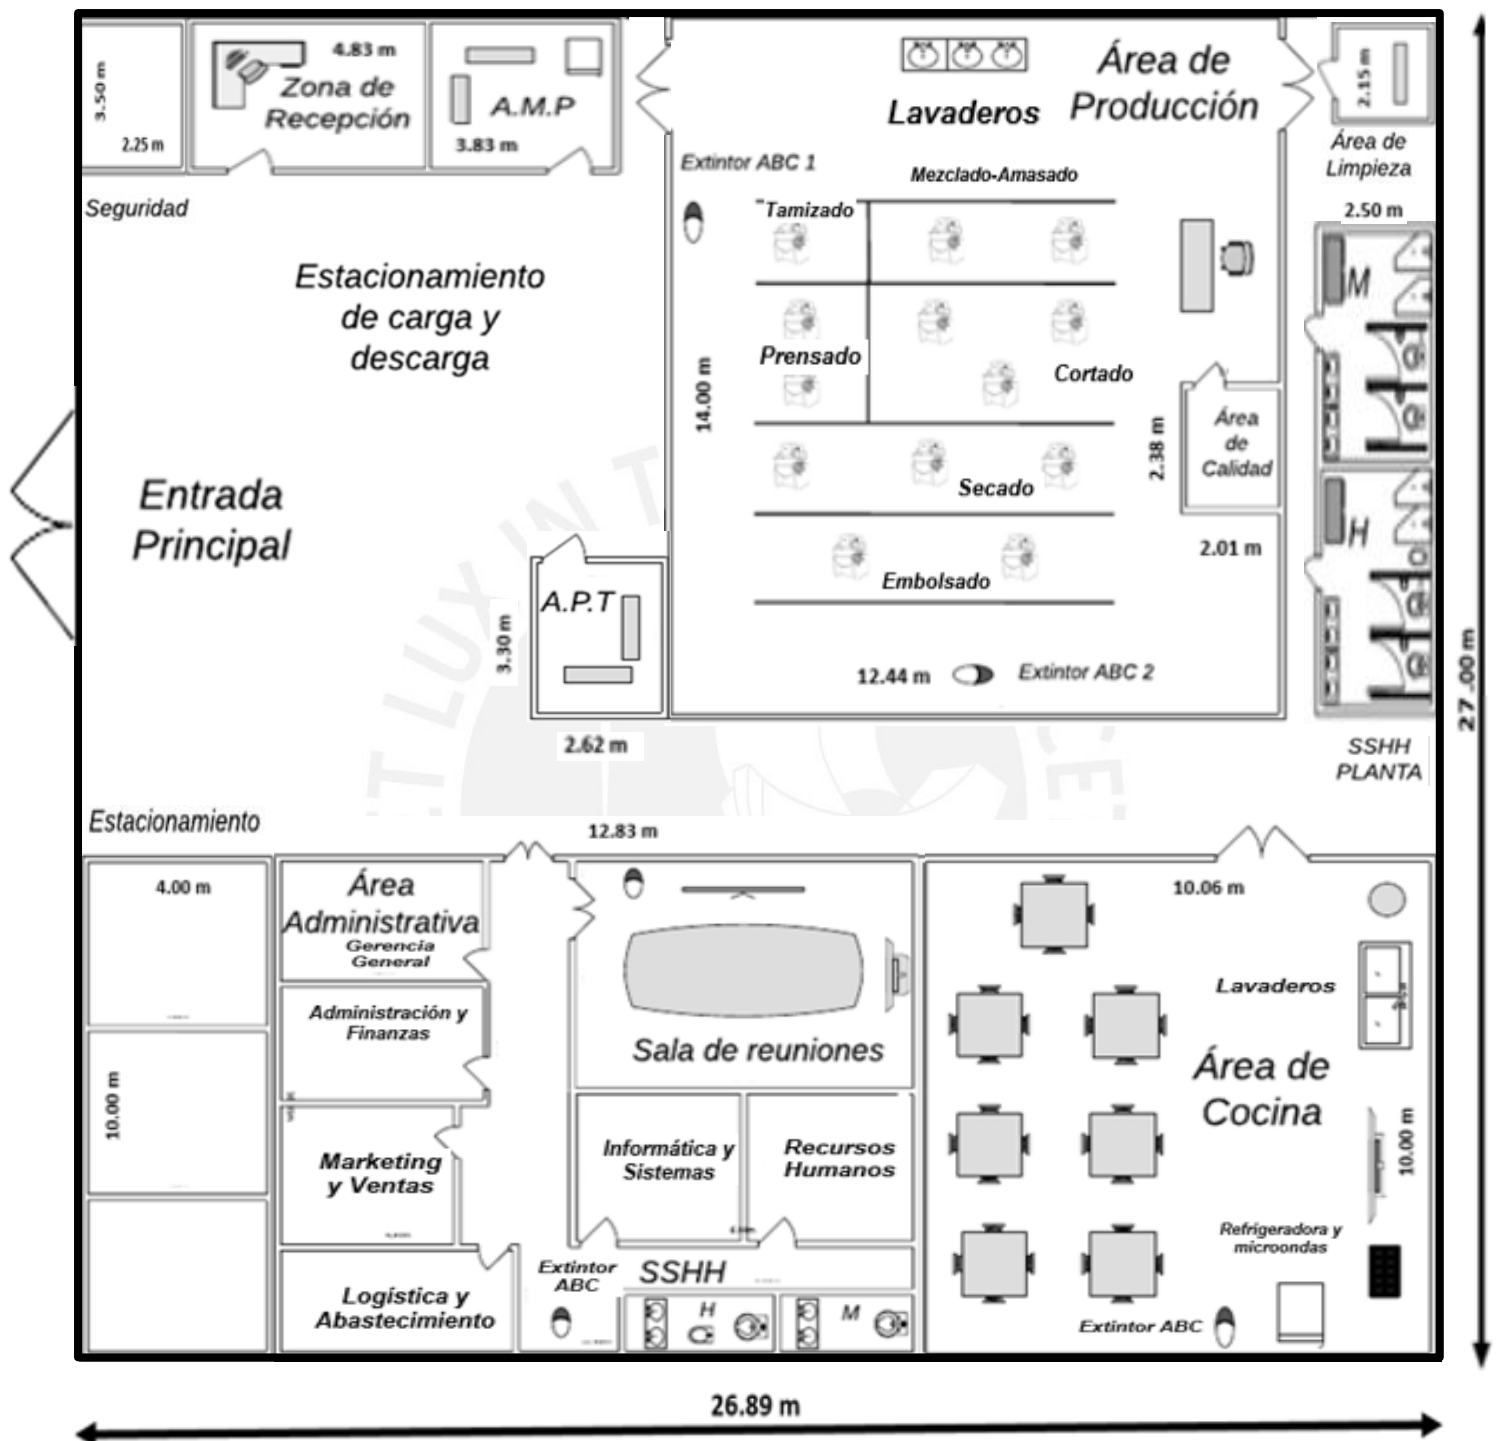 3.50 m
2.25 m
Seguridad
4.83 m
Zona de
Recepción
A.M.P
3.83 m
Lavaderos
Área de
Producción
2.15 m
Área de
Limpieza
2.50 m
Extintor ABC 1
Mezclado-Amasado
Tamizado
Estacionamiento
de carga y
descarga
Prensado
Cortado
14.00 m
2.38 m
Área
de
Calidad
2.01 m
M
H
Entrada
Principal
Secado
Embolsado
A.P.T
3.30 m
2.62 m
12.44 m
Extintor ABC 2
27.00 m
SSHH
PLANTA
LUX IN T
ET
CE
Estacionamiento
12.83 m
4.00 m
10.00 m
Área
Administrativa
Gerencia
General
Administración y
Finanzas
Marketing
y Ventas
Logística y
Abastecimiento
Sala de reuniones
Informática y
Sistemas
Recursos
Humanos
Extintor
ABC
SSHH
H
M
10.06 m
Lavaderos
Área de
Cocina
10.00 m
Refrigeradora y
microondas
Extintor ABC
26.89 m